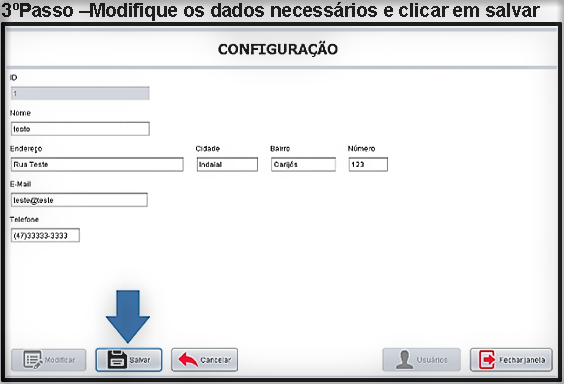 3ºPasso –Modifique os dados necessários e clicar em salvar
CONFIGURAÇÃO
ID
1
Nome
testo
Endereço Cidade Bairro Número
Rua Teste Indaial Carijós 123
E-Mail
teste@teste
Telefone
(47)33333-3333
Modificar Salvar Cancelar Usuários Fechar janela